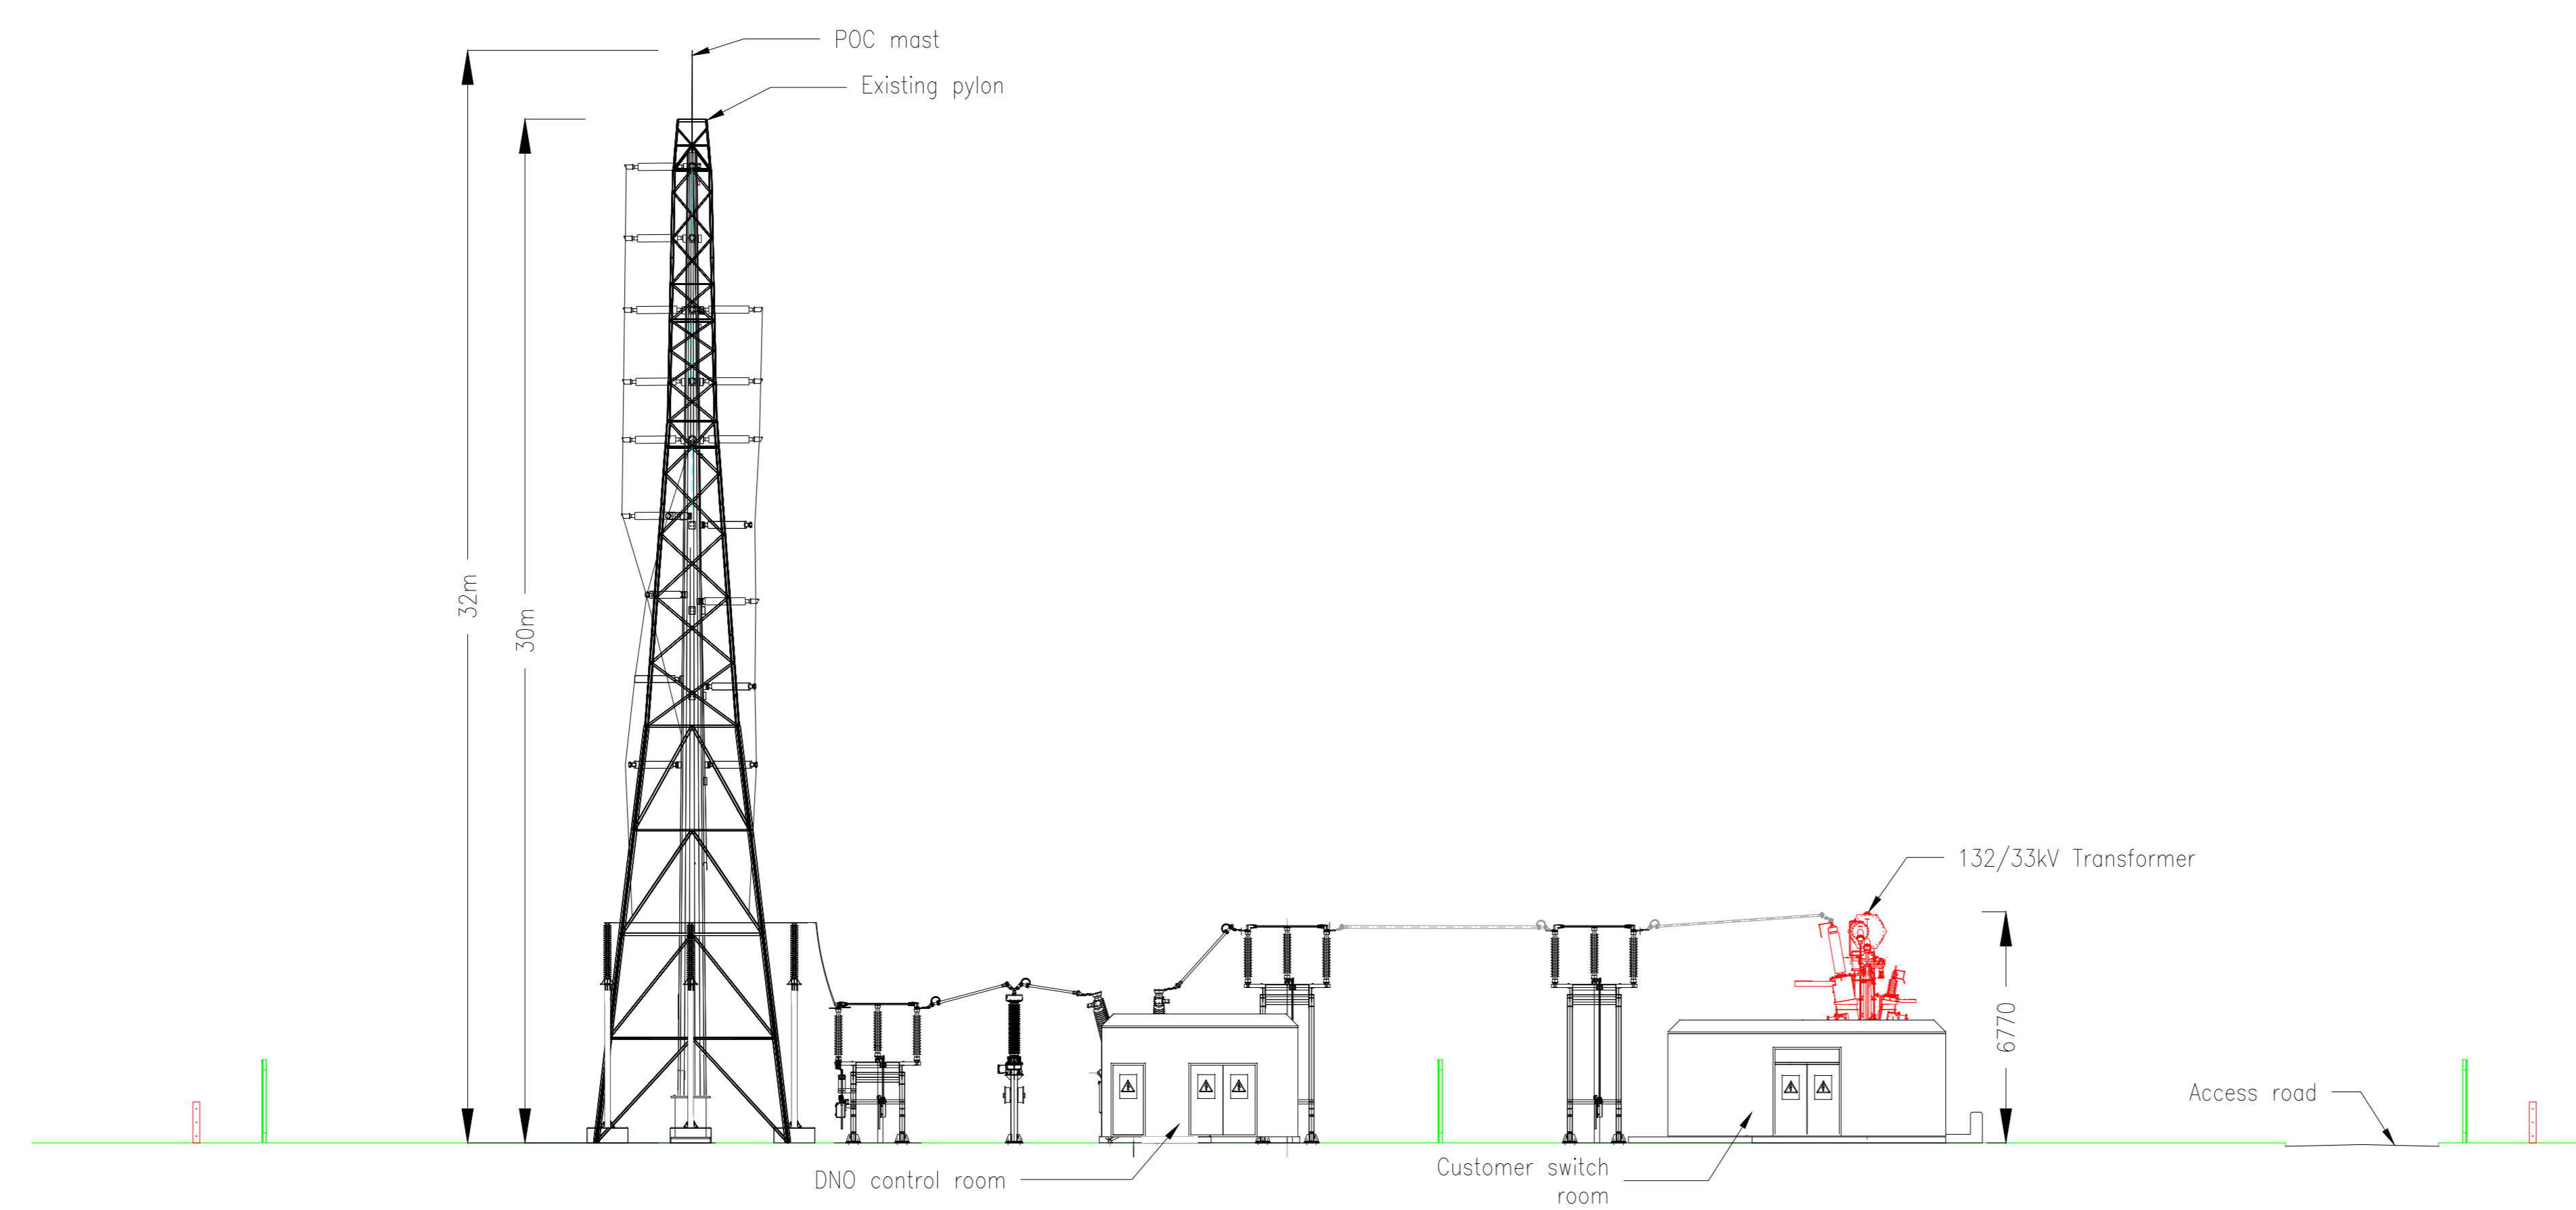 POC mast
Existing pylon
32m
30m
132/33kV Transformer
6770
Access road
DNO control room
Customer switch
room